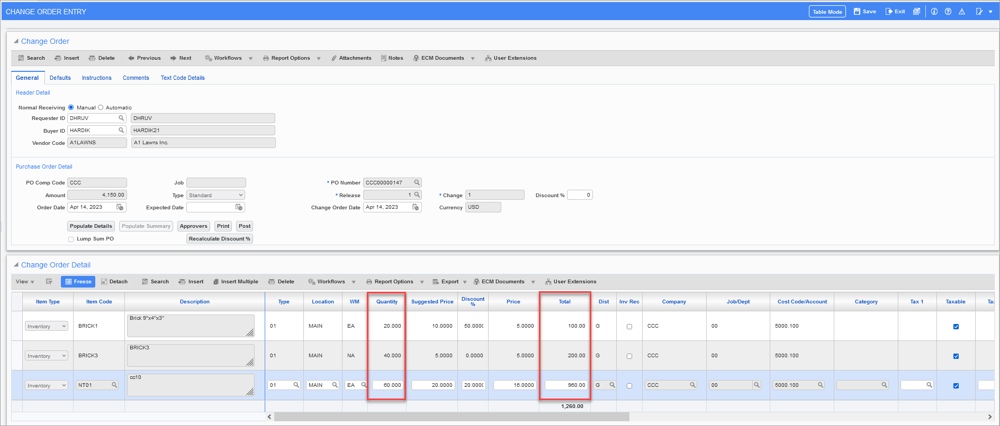 CHANGE ORDER ENTRY Table Mode Save Exit
Change Order
Search Insert Delete Previous Next Workflows Report Options Attachments Notes ECM Documents User Extensions
General Defaults Instructions Comments Text Code Details
Header Detail
Normal Receiving Manual Automatic
Requester ID DHRUV DHRUV
Buyer ID HARDIK HARDIK21
Vendor Code A1LAWNS A1 Lawns Inc.
Purchase Order Detail
PO Comp Code CCC Job * PO Number CCC00000147
Amount 4,150.00 Type Standard * Release 1 * Change 1 Discount % 0
Order Date Apr 14, 2023 Expected Date Change Order Date Apr 14, 2023 Currency USD
Populate Details Populate Summary Approvers Print Post
Lump Sum PO Recalculate Discount %
Change Order Detail
View Freeze Detach Search Insert Insert Multiple Delete Workflows Report Options Export ECM Documents User Extensions
Item Type Item Code Description Type Location WM Quantity Suggested Price Discount % Price Total Dist Inv Rec Company Job/Dept Cost Code/Account Category Tax 1 Taxable
Inventory BRICK1 Brick 9"x4"x3" 01 MAIN EA 20.000 10.0000 50.0000 5.0000 100.00 G CCC 00 5000.100
Inventory BRICK3 BRICK3 01 MAIN NA 40.000 5.0000 0.0000 5.0000 200.00 G CCC 00 5000.100
Inventory NT01 cc10 01 MAIN EA 60.000 20.0000 20.0000 16.0000 960.00 G CCC 00 5000.100
1,260.00